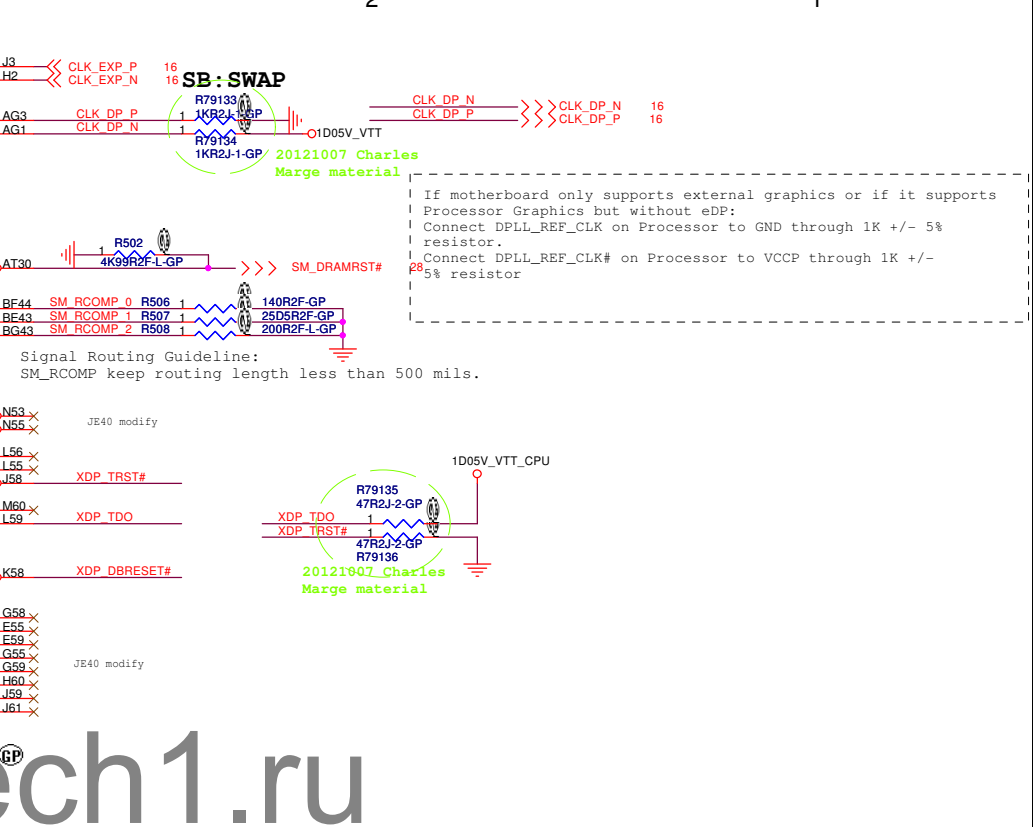 2 1
J3 CLK_EXP_P 16
H2 CLK_EXP_N 16
SB:SWAP
R79133
1KR2J-1-GP
AG3 CLK_DP_P 1
AG1 CLK_DP_N 1
1D05V_VTT
R79134
1KR2J-1-GP
20121007 Charles
Marge material
CLK_DP_N CLK_DP_N 16
CLK_DP_P CLK_DP_P 16
If motherboard only supports external graphics or if it supports
Processor Graphics but without eDP:
Connect DPLL_REF_CLK on Processor to GND through 1K +/- 5%
resistor.
Connect DPLL_REF_CLK# on Processor to VCCP through 1K +/-
5% resistor
R502
1
4K99R2F-L-GP
AT30 SM_DRAMRST# 28
BF44 SM_RCOMP_0 R506 1 140R2F-GP
BE43 SM_RCOMP_1 R507 1 25D5R2F-GP
BG43 SM_RCOMP_2 R508 1 200R2F-L-GP
Signal Routing Guideline:
SM_RCOMP keep routing length less than 500 mils.
N53
N55
JE40 modify
L56
L55
J58 XDP_TRST#
M60
L59 XDP_TDO
K58 XDP_DBRESET#
1D05V_VTT_CPU
R79135
47R2J-2-GP
XDP_TDO 1
XDP_TRST# 1
47R2J-2-GP
R79136
20121007 Charles
Marge material
G58
E55
E59
G55
G59
H60
J59
J61
JE40 modify
GP
ech1.ru